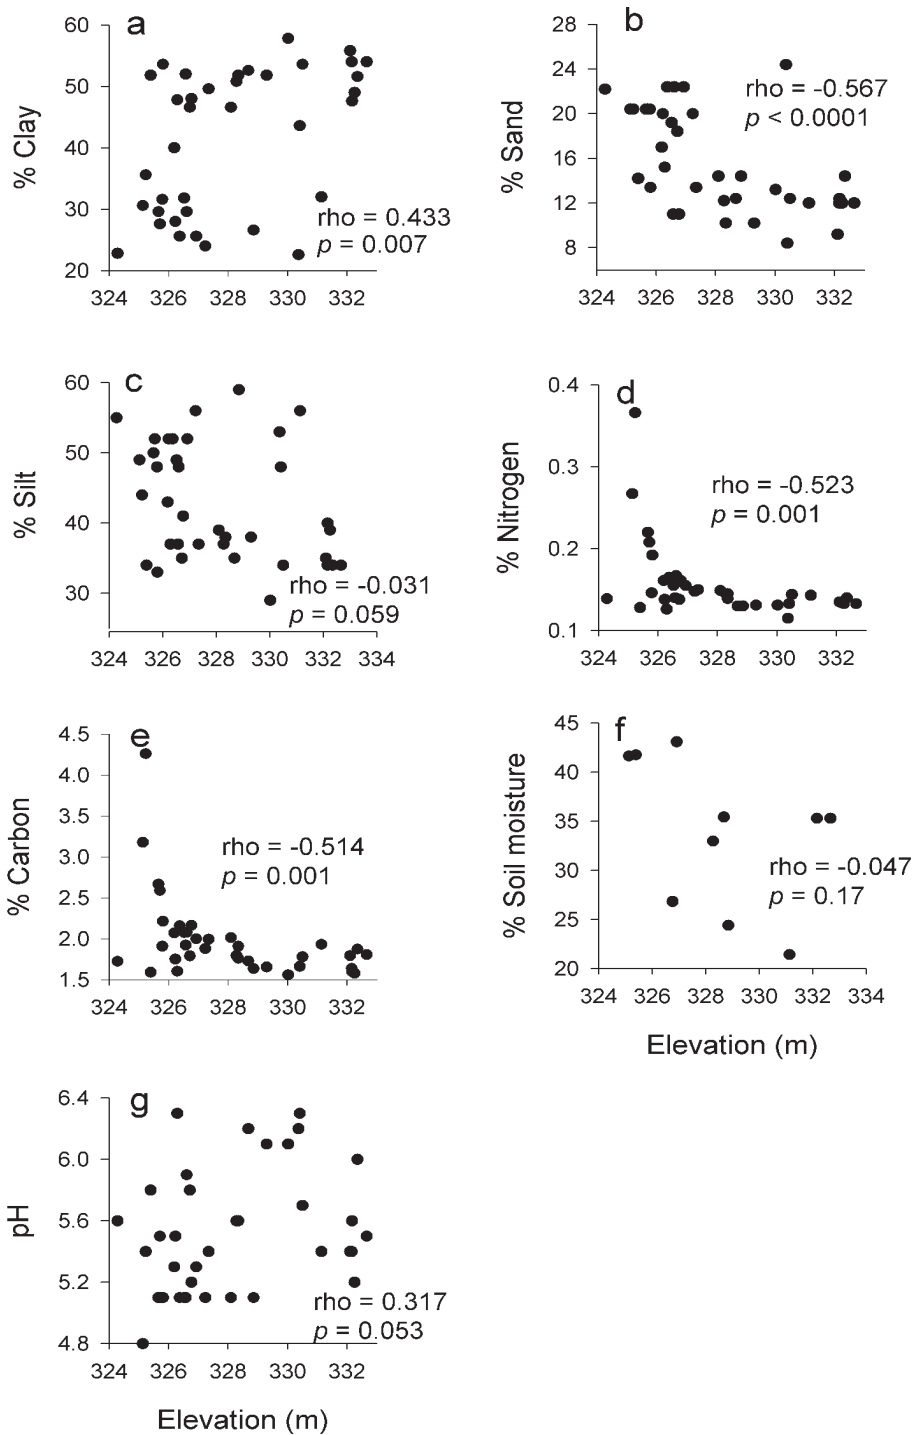 a
60
50
40
30
20
% Clay
rho = 0.433
p = 0.007
324 326 328 330 332
b
28
24
20
16
12
8
% Sand
rho = -0.567
p < 0.0001
324 326 328 330 332
c
60
50
40
30
% Silt
rho = -0.031
p = 0.059
324 326 328 330 332 334
d
0.4
0.3
0.2
0.1
% Nitrogen
rho = -0.523
p = 0.001
324 326 328 330 332
e
4.5
4.0
3.5
3.0
2.5
2.0
1.5
% Carbon
rho = -0.514
p = 0.001
324 326 328 330 332
f
45
40
35
30
25
20
% Soil moisture
rho = -0.047
p = 0.17
324 326 328 330 332 334
Elevation (m)
g
6.4
6.0
5.6
5.2
4.8
pH
rho = 0.317
p = 0.053
324 326 328 330 332
Elevation (m)